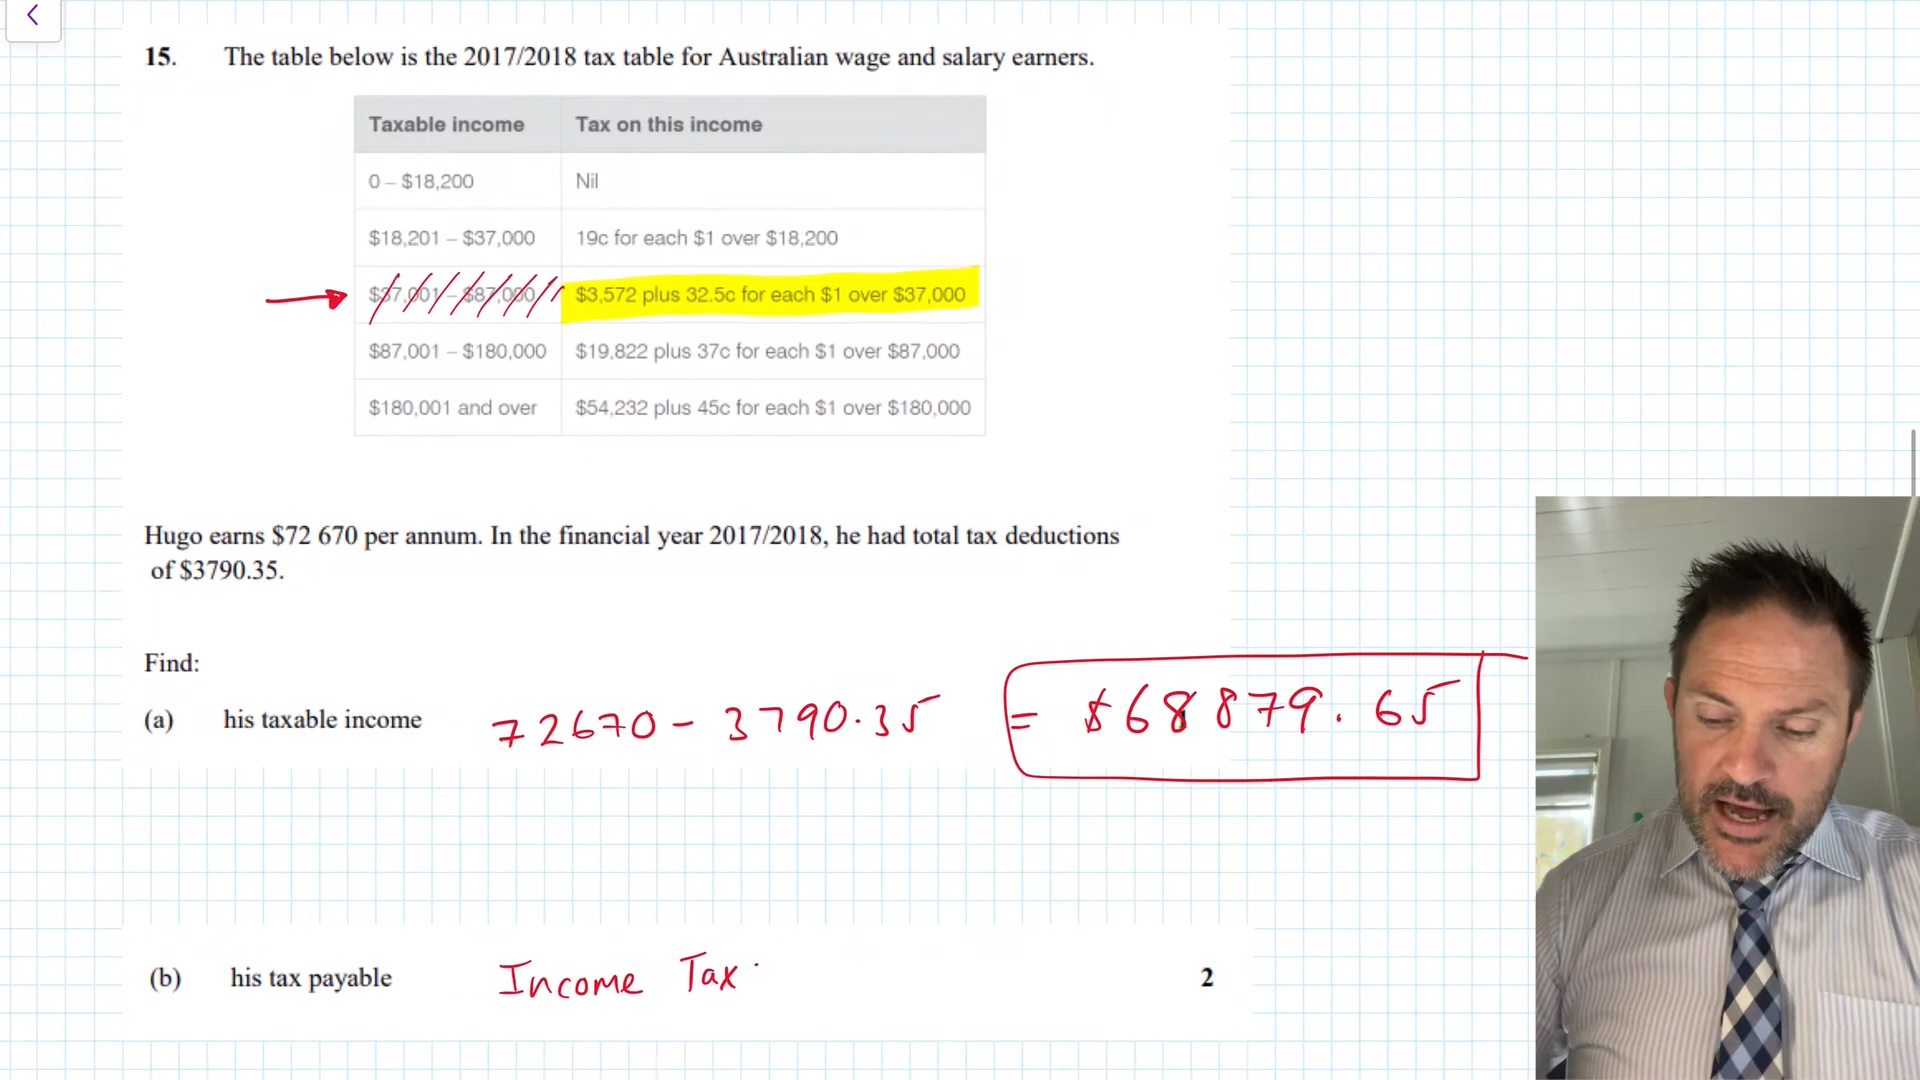 15. The table below is the 2017/2018 tax table for Australian wage and salary earners.
Taxable income Tax on this income
0 – $18,200 Nil
$18,201 – $37,000 19c for each $1 over $18,200
$37,001 – $87,000 $3,572 plus 32.5c for each $1 over $37,000
$87,001 – $180,000 $19,822 plus 37c for each $1 over $87,000
$180,001 and over $54,232 plus 45c for each $1 over $180,000
Hugo earns $72 670 per annum. In the financial year 2017/2018, he had total tax deductions
of $3790.35.
Find:
(a) his taxable income 72670 - 3790.35 = $68879.65
(b) his tax payable Income Tax 2